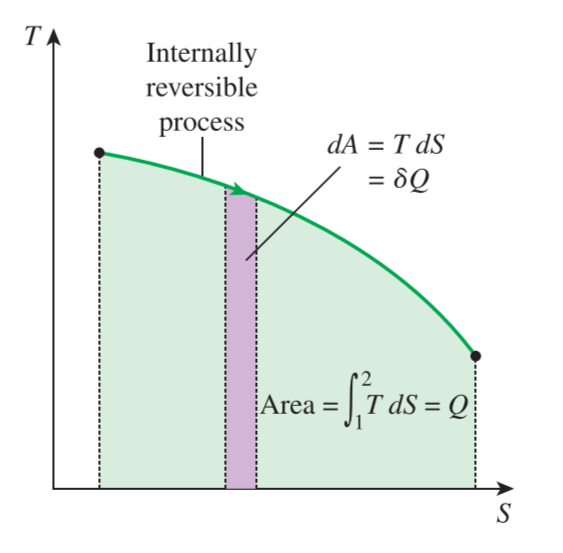 T
Internally
reversible
process
dA = T dS
= δQ
Area = ∫₁² T dS = Q
S